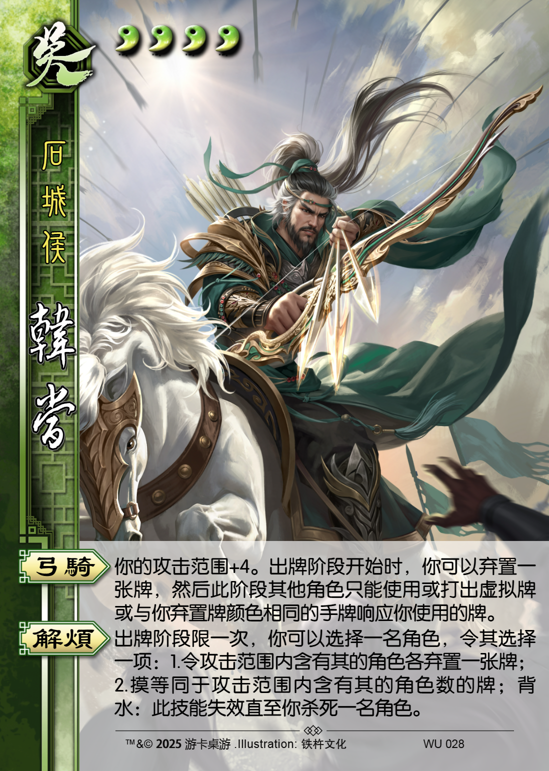 吴
石城侯
韓當
弓騎
你的攻击范围+4。出牌阶段开始时，你可以弃置一
张牌，然后此阶段其他角色只能使用或打出虚拟牌
或与你弃置牌颜色相同的手牌响应你使用的牌。
解煩
出牌阶段限一次，你可以选择一名角色，令其选择
一项：1.令攻击范围内含有其的角色各弃置一张牌；
2.摸等同于攻击范围内含有其的角色数的牌；背
水：此技能失效直至你杀死一名角色。
™&© 2025 游卡桌游 .Illustration: 铁杵文化 WU 028